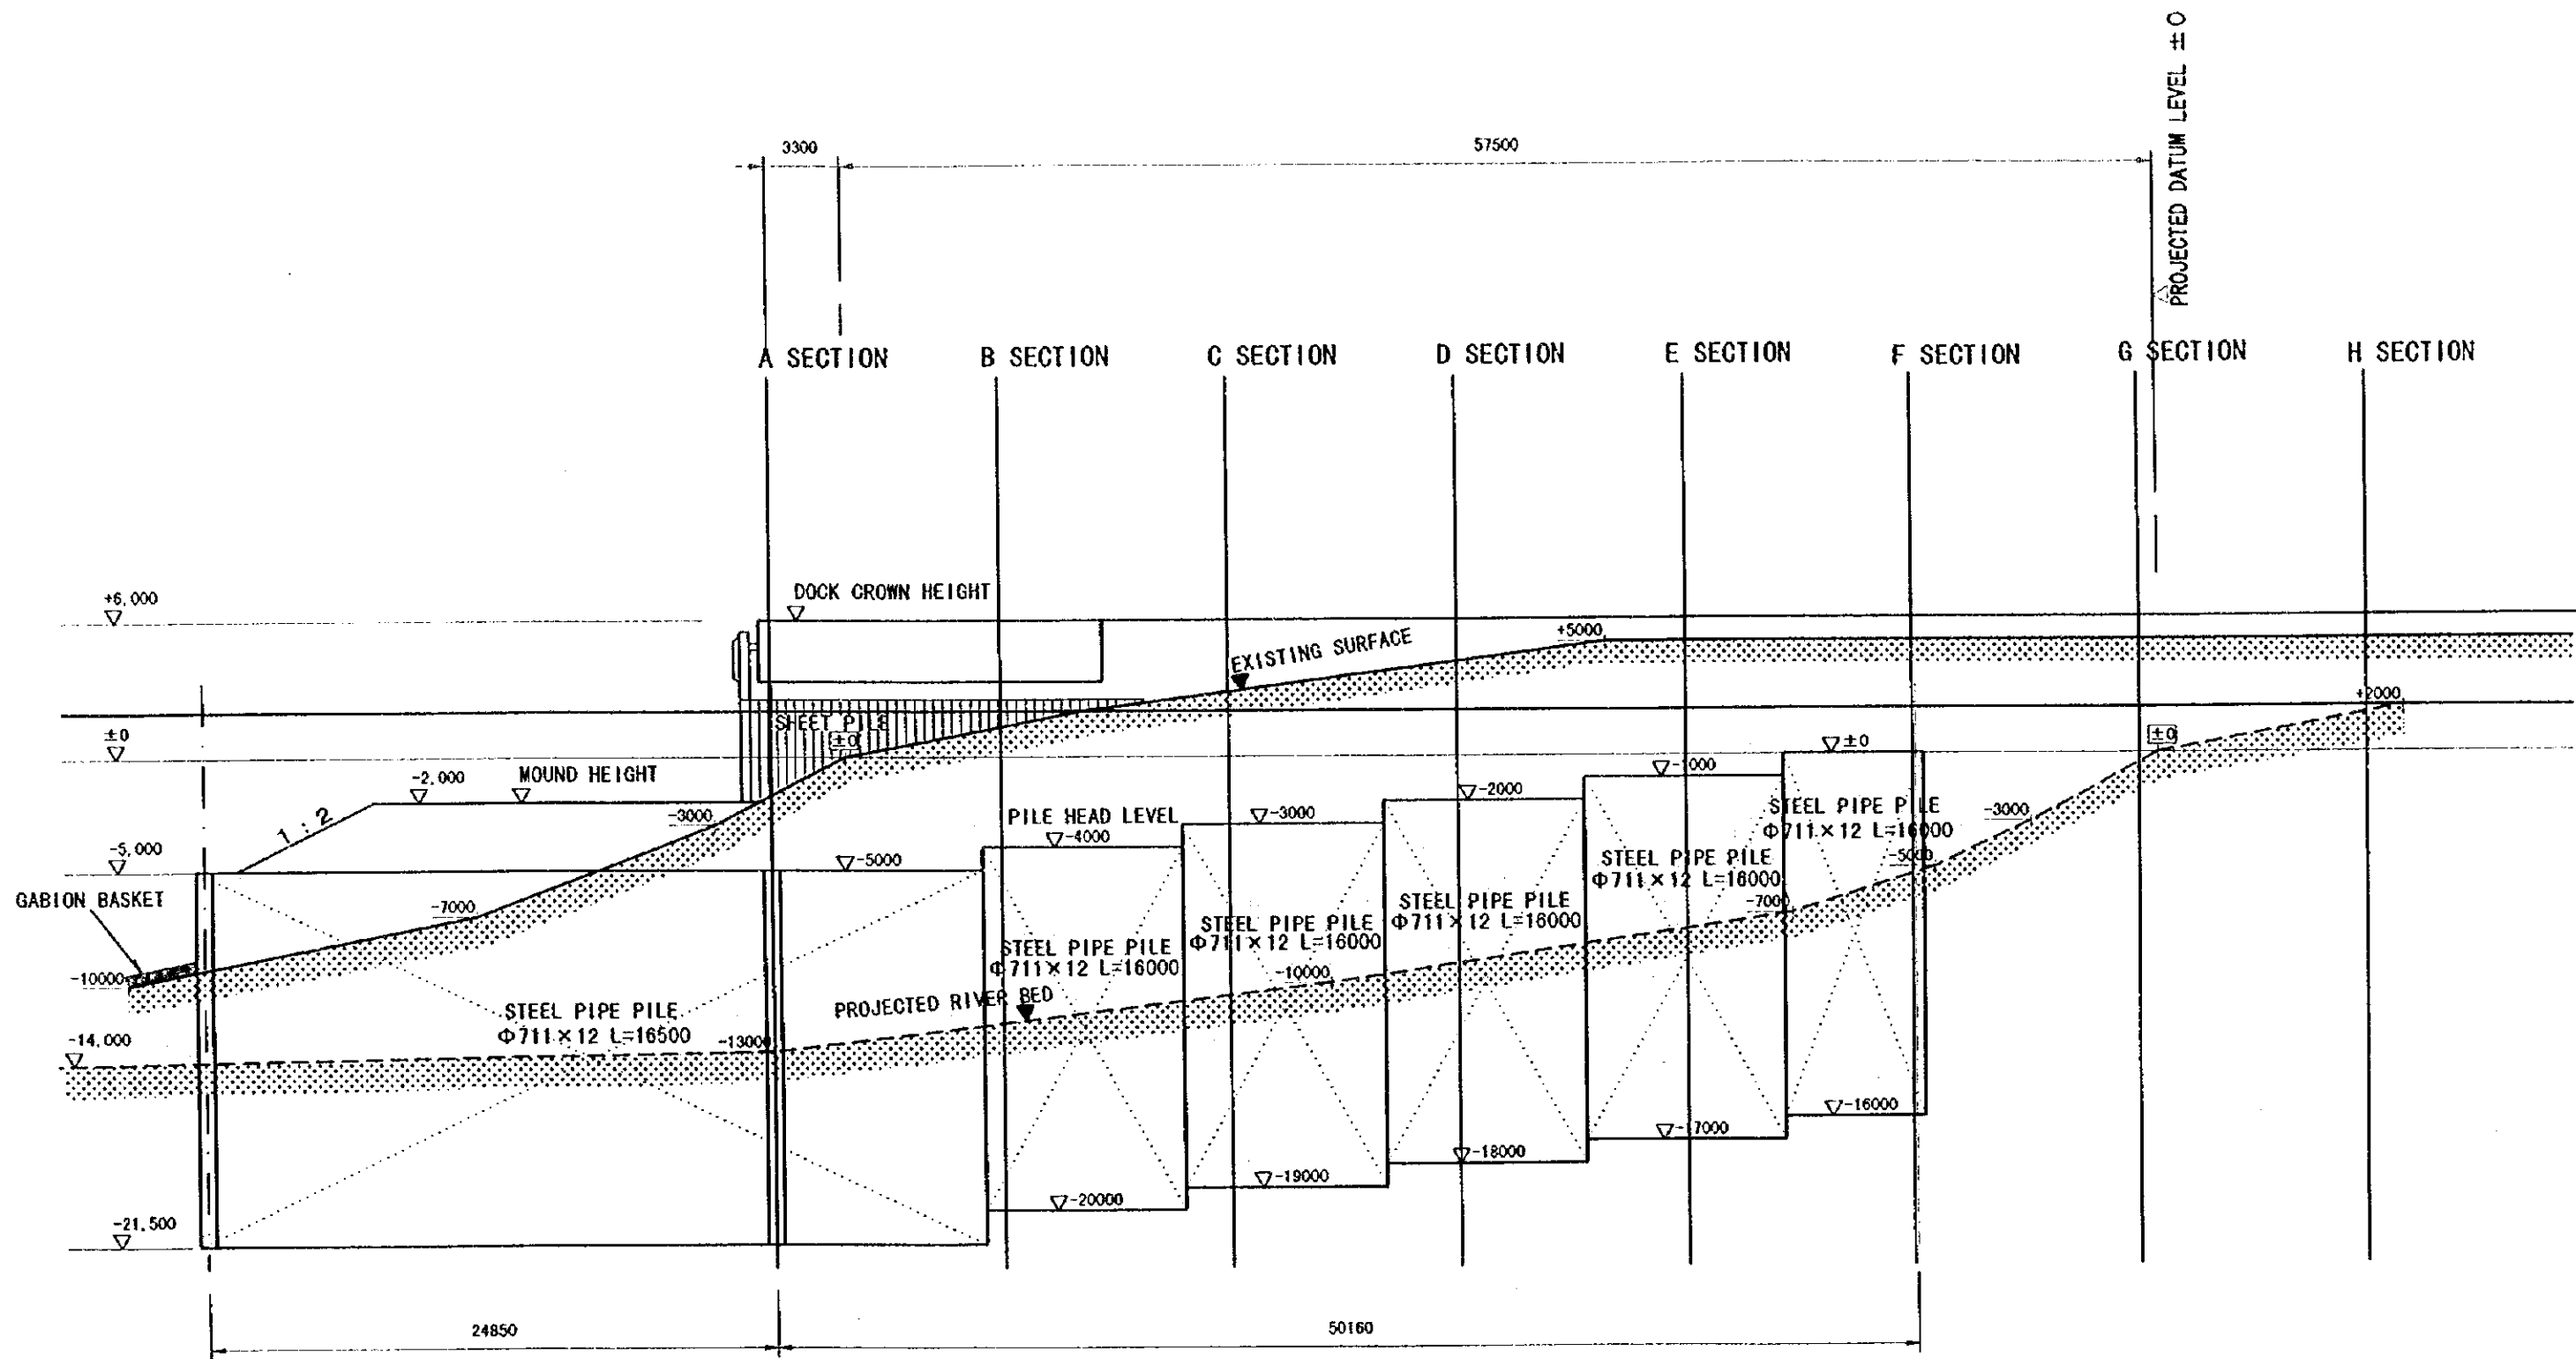 PROJECTED DATUM LEVEL ±0
3300
57500
A SECTION
B SECTION
C SECTION
D SECTION
E SECTION
F SECTION
G SECTION
H SECTION
DOCK CROWN HEIGHT
+6,000
EXISTING SURFACE
+5000
+2000
SHEET PILE
±0
±0
±0
±0
-2,000
MOUND HEIGHT
1 : 2
-3000
PILE HEAD LEVEL
-4000
-3000
-2000
-1000
STEEL PIPE PILE
Φ711×12 L=16000
-3000
-5,000
-5000
-5000
STEEL PIPE PILE
Φ711×12 L=16000
GABION BASKET
-7000
-7000
STEEL PIPE PILE
Φ711×12 L=16000
STEEL PIPE PILE
Φ711×12 L=16000
STEEL PIPE PILE
Φ711×12 L=16000
-10000
-10000
PROJECTED RIVER BED
STEEL PIPE PILE
Φ711×12 L=16500
-13000
-14,000
-16000
-17000
-18000
-19000
-20000
-21,500
24850
50160